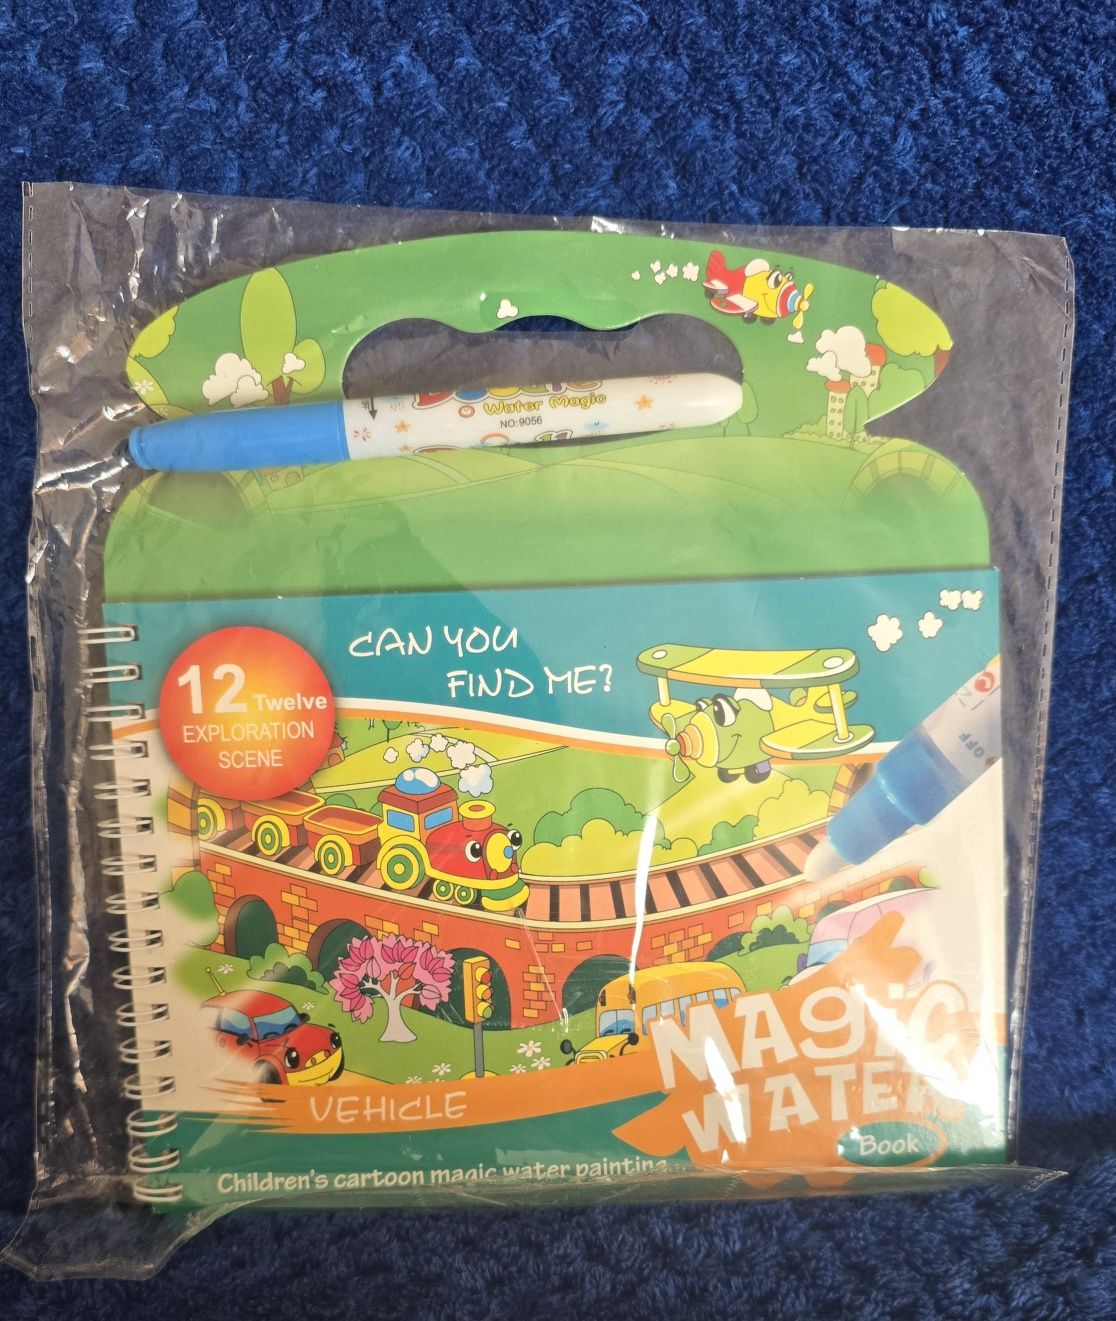 Water Magic
NO:9056
CAN YOU
FIND ME?
12 Twelve
EXPLORATION
SCENE
OFF
MAGIC
WATER
Book
VEHICLE
Children's cartoon magic water painting